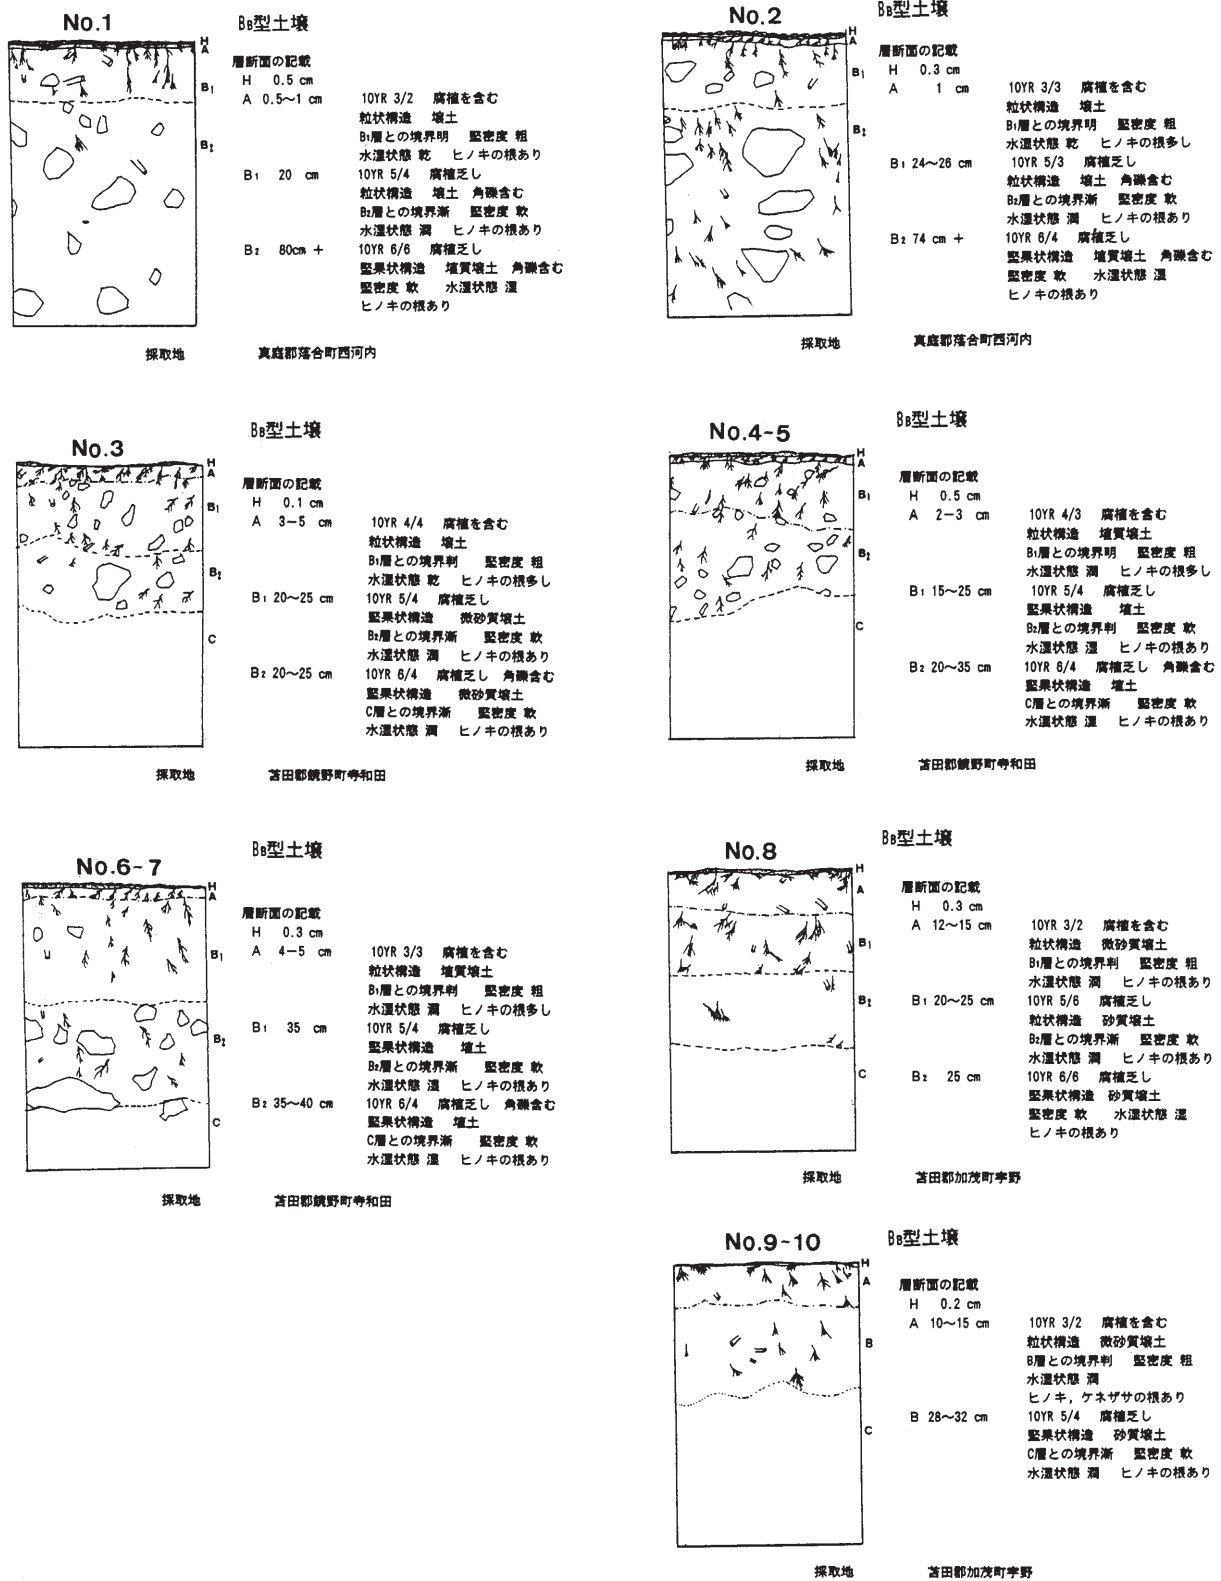 No.1
BB型土壌
H
A
B1
B2
層断面の記載
H 0.5 cm
A 0.5〜1 cm 10YR 3/2 腐植を含む
粒状構造 壌土
B1層との境界明 堅密度 粗
水湿状態 乾 ヒノキの根あり
B1 20 cm 10YR 5/4 腐植乏し
粒状構造 壌土 角礫含む
B2層との境界漸 堅密度 軟
水湿状態 潤 ヒノキの根あり
B2 80cm + 10YR 6/6 腐植乏し
堅果状構造 埴質壌土 角礫含む
堅密度 軟 水湿状態 湿
ヒノキの根あり
採取地 真庭郡落合町西河内
No.2
BB型土壌
H
A
B1
B2
層断面の記載
H 0.3 cm
A 1 cm 10YR 3/3 腐植を含む
粒状構造 壌土
B1層との境界明 堅密度 粗
水湿状態 乾 ヒノキの根多し
B1 24〜26 cm 10YR 5/3 腐植乏し
粒状構造 壌土 角礫含む
B2層との境界漸 堅密度 軟
水湿状態 潤 ヒノキの根あり
B2 74 cm + 10YR 6/4 腐植乏し
堅果状構造 埴質壌土 角礫含む
堅密度 軟 水湿状態 湿
ヒノキの根あり
採取地 真庭郡落合町西河内
No.3
BB型土壌
H
A
B1
B2
C
層断面の記載
H 0.1 cm
A 3−5 cm 10YR 4/4 腐植を含む
粒状構造 壌土
B1層との境界判 堅密度 粗
水湿状態 乾 ヒノキの根多し
B1 20〜25 cm 10YR 5/4 腐植乏し
堅果状構造 微砂質壌土
B2層との境界漸 堅密度 軟
水湿状態 潤 ヒノキの根あり
B2 20〜25 cm 10YR 6/4 腐植乏し 角礫含む
堅果状構造 微砂質壌土
C層との境界漸 堅密度 軟
水湿状態 潤 ヒノキの根あり
採取地 苫田郡鏡野町寺和田
No.4-5
BB型土壌
H
A
B1
B2
C
層断面の記載
H 0.5 cm
A 2−3 cm 10YR 4/3 腐植を含む
粒状構造 埴質壌土
B1層との境界明 堅密度 粗
水湿状態 潤 ヒノキの根多し
B1 15〜25 cm 10YR 5/4 腐植乏し
堅果状構造 埴土
B2層との境界判 堅密度 軟
水湿状態 湿 ヒノキの根あり
B2 20〜35 cm 10YR 6/4 腐植乏し 角礫含む
堅果状構造 埴土
C層との境界漸 堅密度 軟
水湿状態 湿 ヒノキの根あり
採取地 苫田郡鏡野町寺和田
No.6-7
BB型土壌
H
A
B1
B2
C
層断面の記載
H 0.3 cm
A 4−5 cm 10YR 3/3 腐植を含む
粒状構造 埴質壌土
B1層との境界判 堅密度 粗
水湿状態 潤 ヒノキの根多し
B1 35 cm 10YR 5/4 腐植乏し
堅果状構造 埴土
B2層との境界漸 堅密度 軟
水湿状態 湿 ヒノキの根あり
B2 35〜40 cm 10YR 6/4 腐植乏し 角礫含む
堅果状構造 埴土
C層との境界漸 堅密度 軟
水湿状態 湿 ヒノキの根あり
採取地 苫田郡鏡野町寺和田
No.8
BB型土壌
H
A
B1
B2
C
層断面の記載
H 0.3 cm
A 12〜15 cm 10YR 3/2 腐植を含む
粒状構造 微砂質壌土
B1層との境界判 堅密度 粗
水湿状態 潤 ヒノキの根あり
B1 20〜25 cm 10YR 5/6 腐植乏し
粒状構造 砂質壌土
B2層との境界漸 堅密度 軟
水湿状態 潤 ヒノキの根あり
B2 25 cm 10YR 6/6 腐植乏し
堅果状構造 砂質壌土
堅密度 軟 水湿状態 湿
ヒノキの根あり
採取地 苫田郡加茂町宇野
No.9-10
BB型土壌
H
A
B
C
層断面の記載
H 0.2 cm
A 10〜15 cm 10YR 3/2 腐植を含む
粒状構造 微砂質壌土
B層との境界判 堅密度 粗
水湿状態 潤
ヒノキ，ケネザサの根あり
B 28〜32 cm 10YR 5/4 腐植乏し
堅果状構造 砂質壌土
C層との境界漸 堅密度 軟
水湿状態 潤 ヒノキの根あり
採取地 苫田郡加茂町宇野